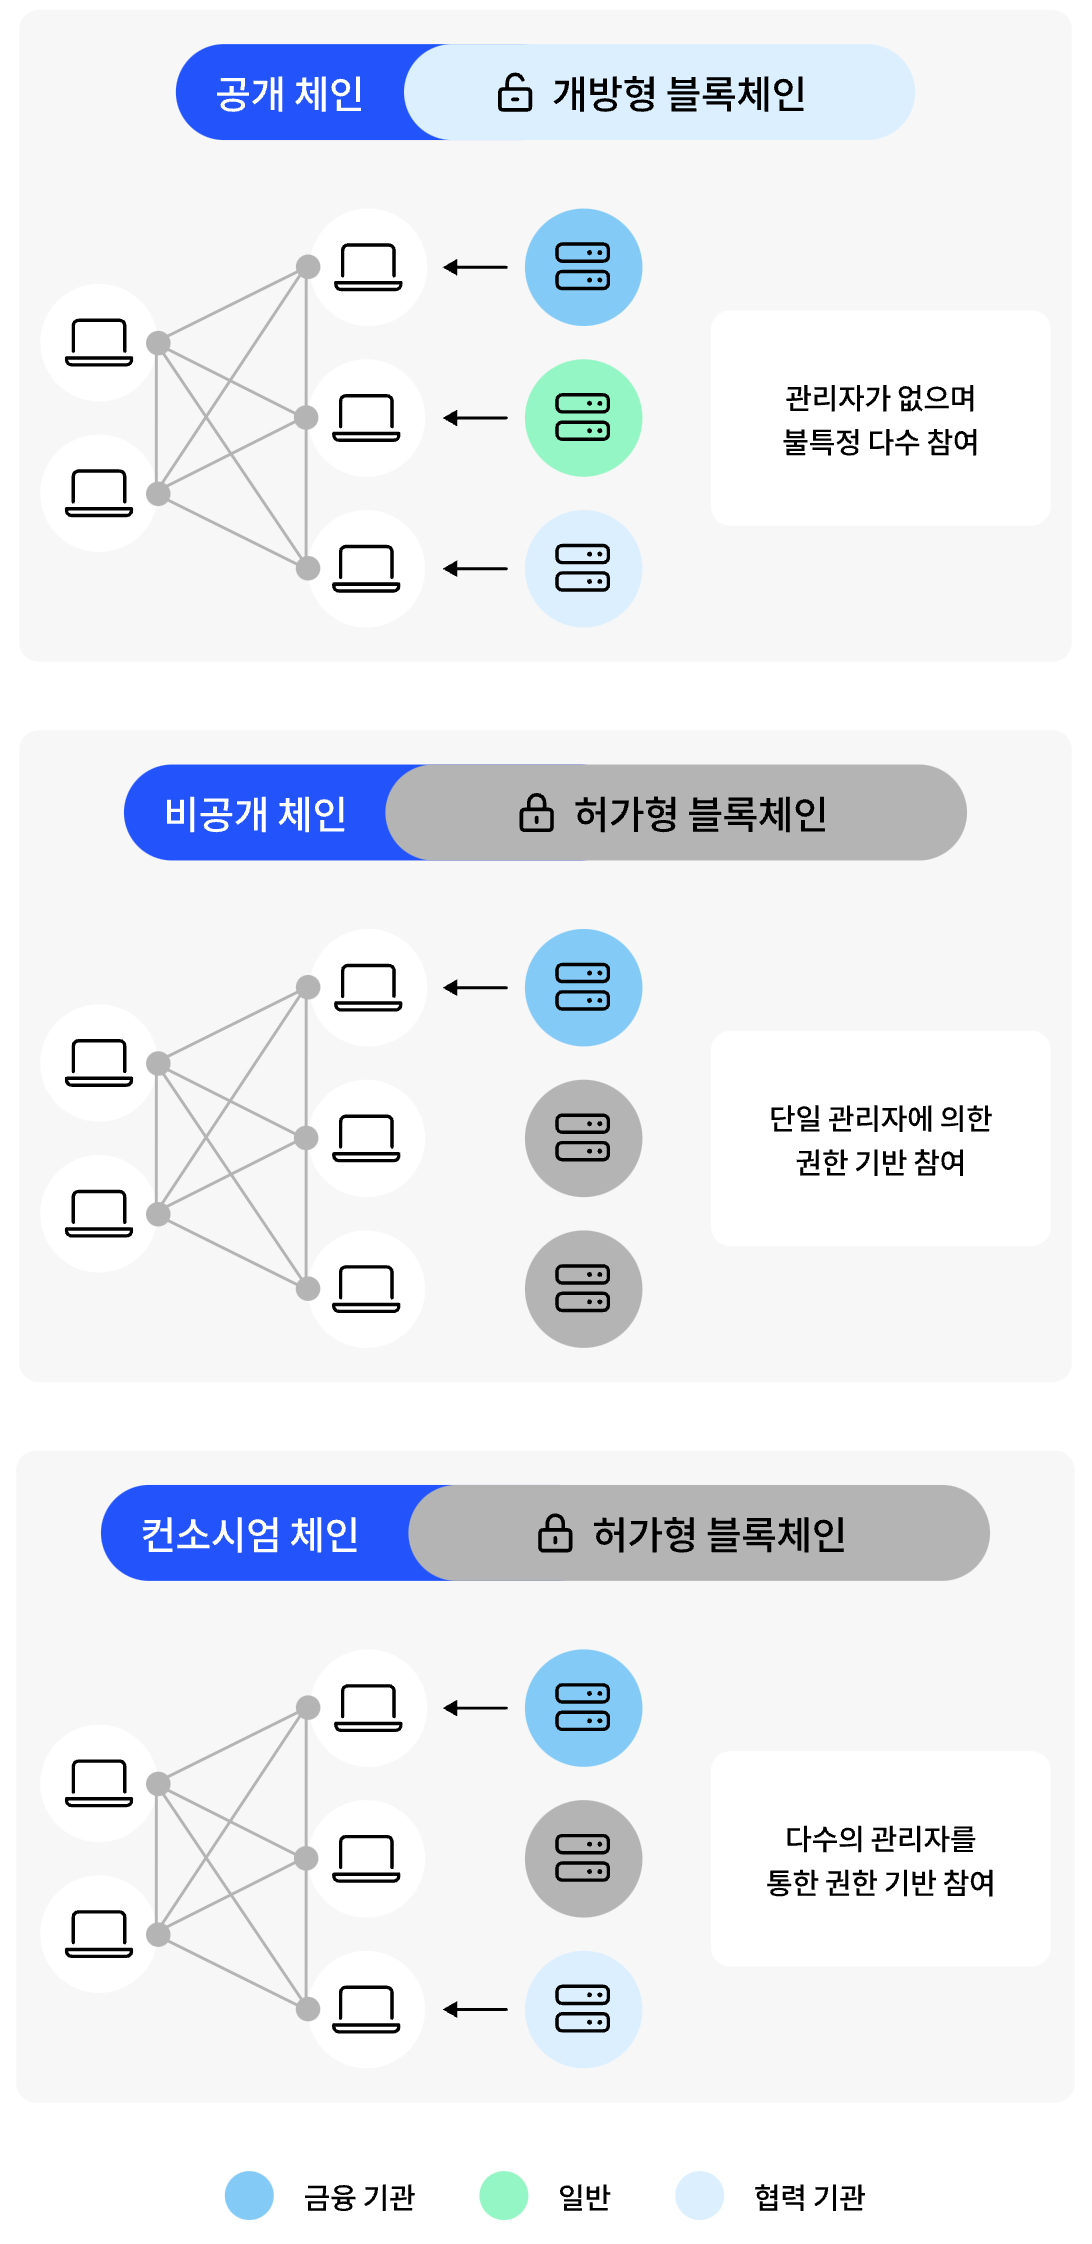 공개 체인
개방형 블록체인
관리자가 없으며
불특정 다수 참여
비공개 체인
허가형 블록체인
단일 관리자에 의한
권한 기반 참여
컨소시엄 체인
허가형 블록체인
다수의 관리자를
통한 권한 기반 참여
금융 기관
일반
협력 기관